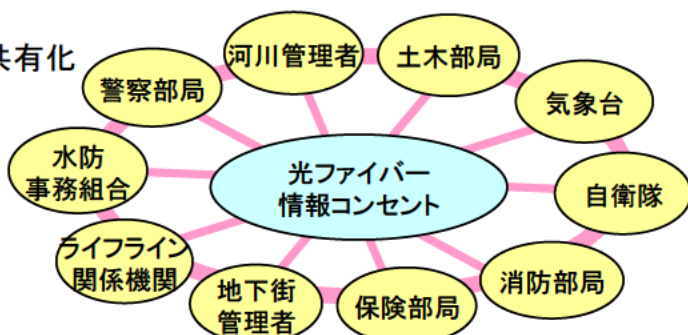 共有化
河川管理者
土木部局
警察部局
気象台
水防
事務組合
光ファイバー
情報コンセント
自衛隊
ライフライン
関係機関
地下街
管理者
保険部局
消防部局